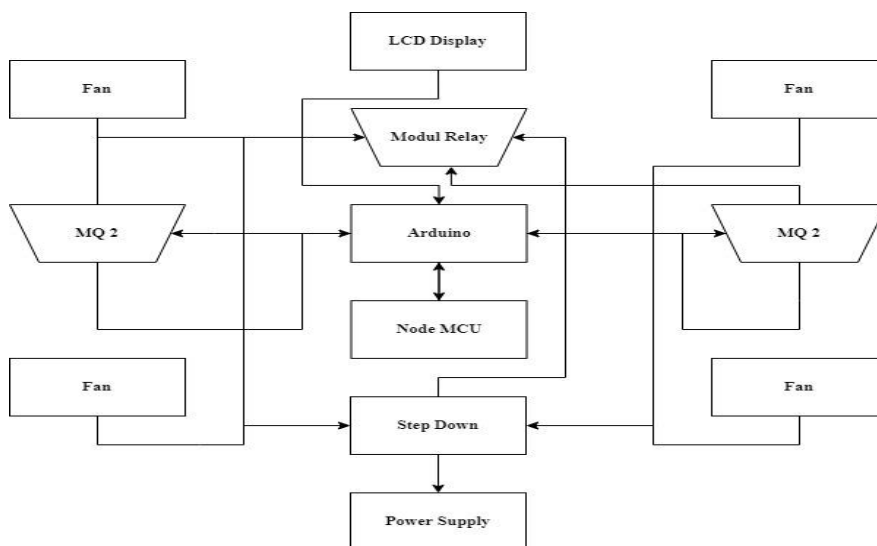 LCD Display
Fan
Fan
Modul Relay
MQ 2
Arduino
MQ 2
Node MCU
Fan
Fan
Step Down
Power Supply